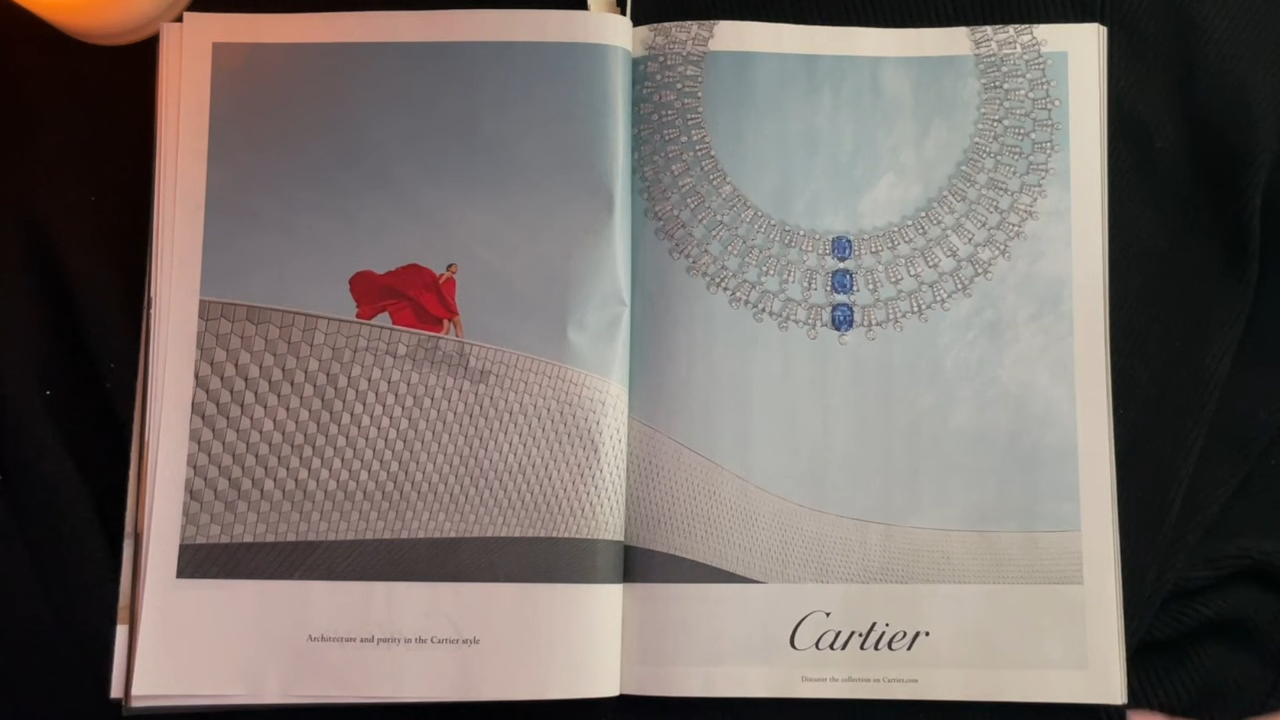 Architecture and purity in the Cartier style
Cartier
Discover the collection on Cartier.com